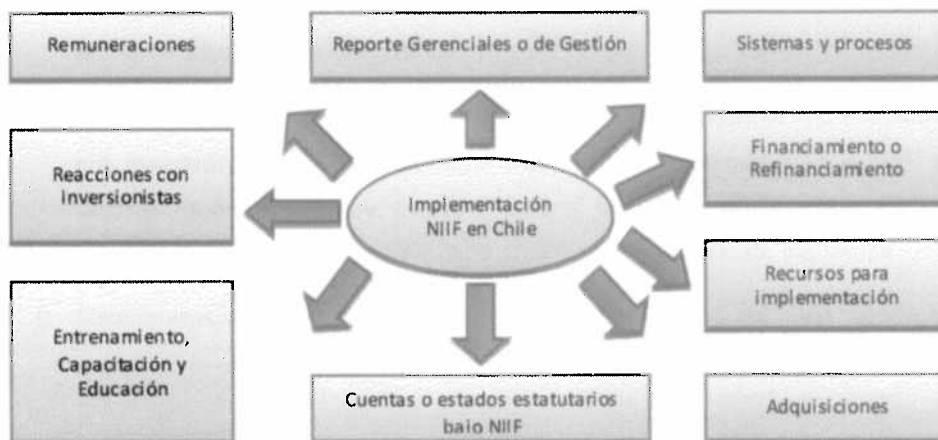 Remuneraciones
Reporte Gerenciales o de Gestión
Sistemas y procesos
Reacciones con
Inversionistas
Implementación
NIIF en Chile
Financiamiento o
Refinanciamiento
Recursos para
implementación
Entrenamiento,
Capacitación y
Educación
Cuentas o estados estatutarios
bajo NIIF
Adquisiciones